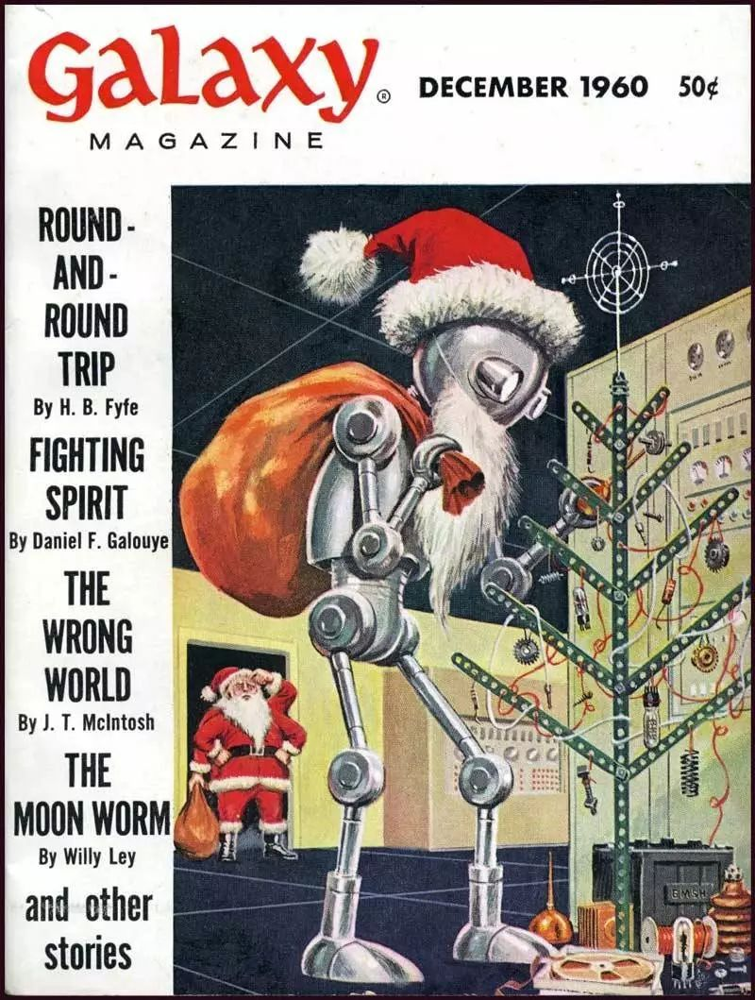 Galaxy ®
MAGAZINE
DECEMBER 1960 50¢
ROUND-
AND-
ROUND
TRIP
By H. B. Fyfe
FIGHTING
SPIRIT
By Daniel F. Galouye
THE
WRONG
WORLD
By J. T. McIntosh
THE
MOON WORM
By Willy Ley
and other
stories
EMSH